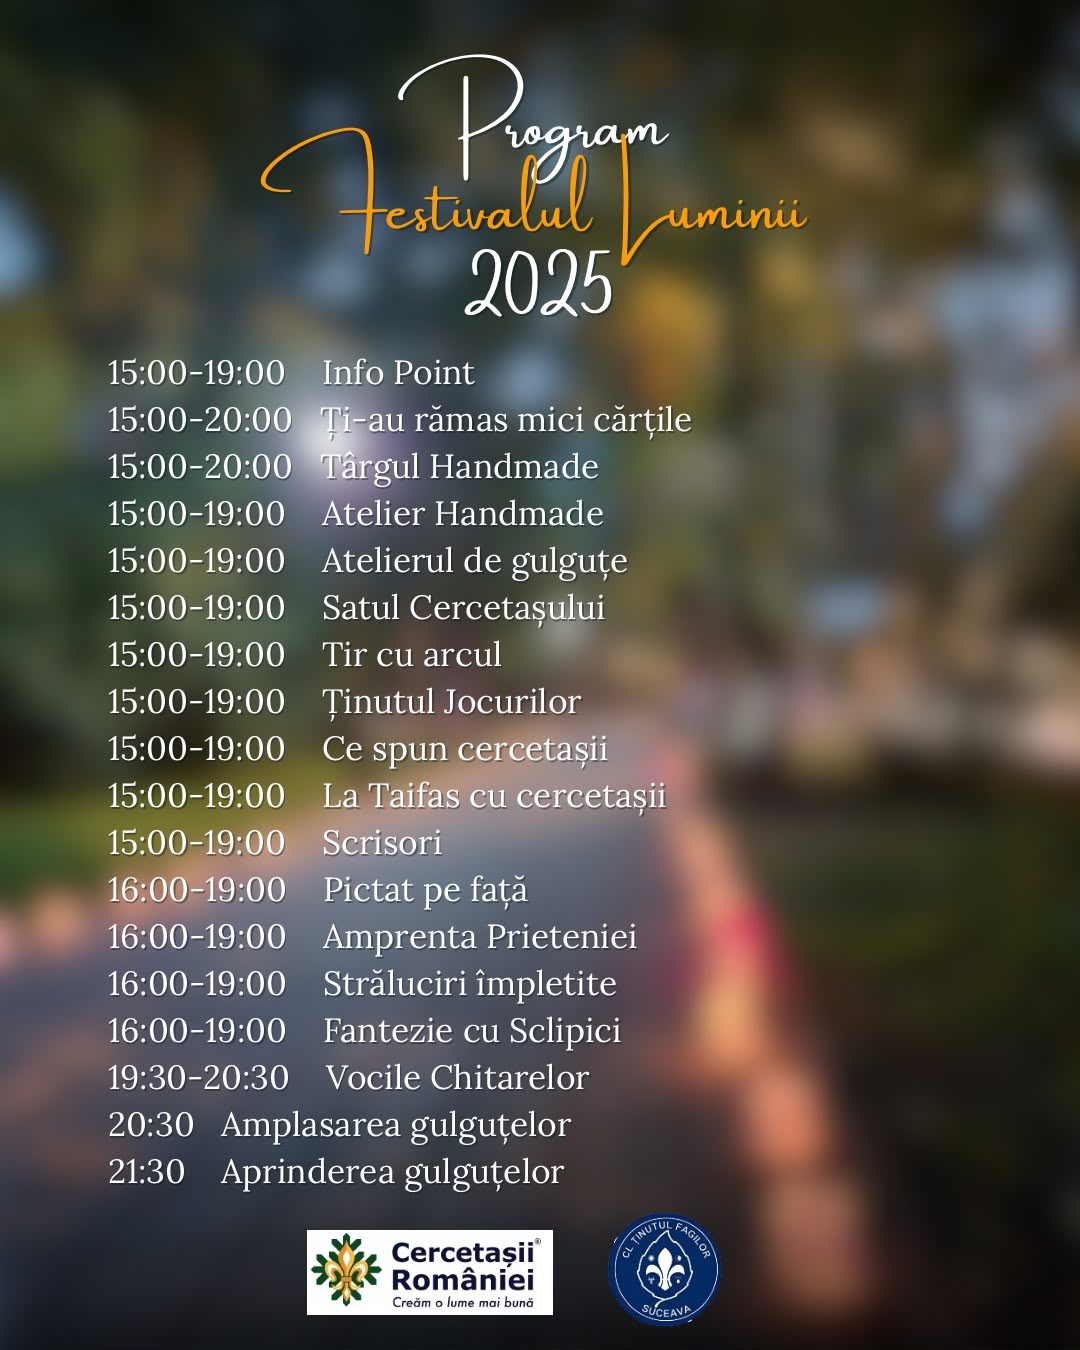 Program
Festivalul Luminii
2025
15:00-19:00 Info Point
15:00-20:00 Ți-au rămas mici cărțile
15:00-20:00 Târgul Handmade
15:00-19:00 Atelier Handmade
15:00-19:00 Atelierul de gulguțe
15:00-19:00 Satul Cercetașului
15:00-19:00 Tir cu arcul
15:00-19:00 Ținutul Jocurilor
15:00-19:00 Ce spun cercetașii
15:00-19:00 La Taifas cu cercetașii
15:00-19:00 Scrisori
16:00-19:00 Pictat pe față
16:00-19:00 Amprenta Prieteniei
16:00-19:00 Străluciri împletite
16:00-19:00 Fantezie cu Sclipici
19:30-20:30 Vocile Chitarelor
20:30 Amplasarea gulguțelor
21:30 Aprinderea gulguțelor
Cercetașii®
României
Creăm o lume mai bună
CL ȚINUTUL FAGILOR
SUCEAVA